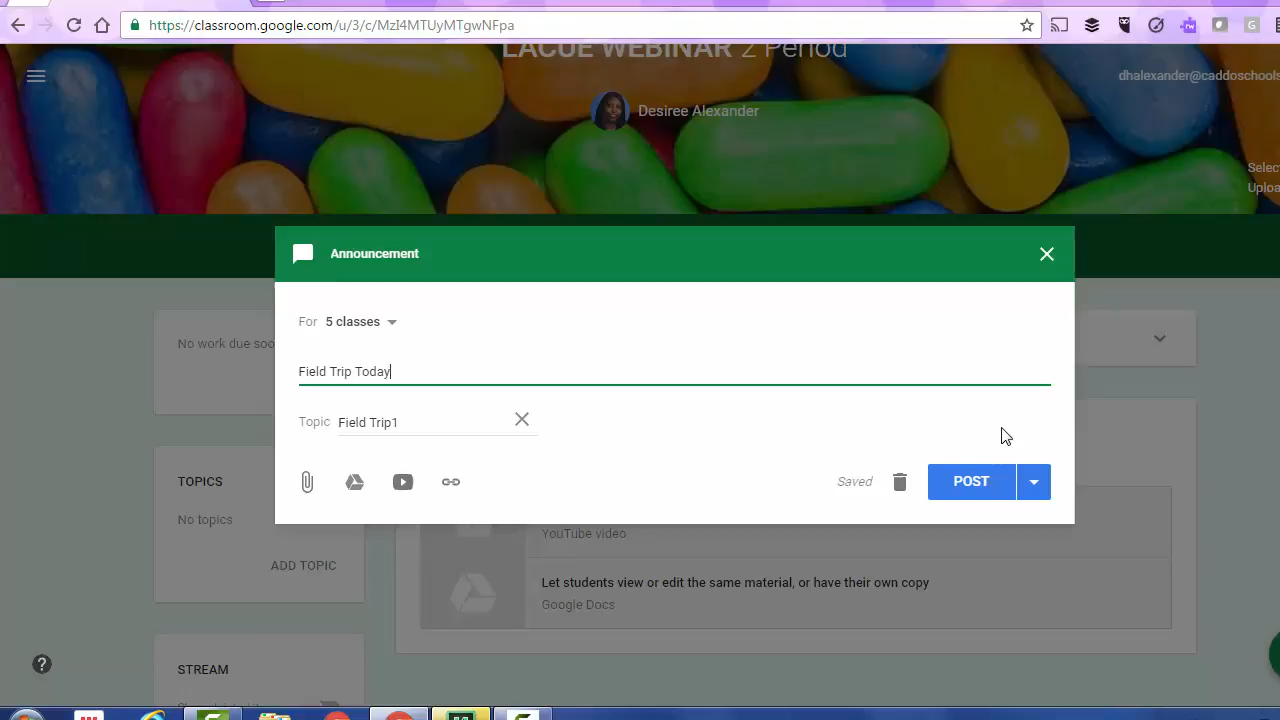 https://classroom.google.com/u/3/c/MzI4MTUyMTgwNFpa
LACUE WEBINAR 2 Period
dhalexander@caddoschools
Desiree Alexander
Select
Uploa
Announcement
For 5 classes
No work due soo
Field Trip Today
Topic Field Trip1
TOPICS
Saved
POST
No topics
YouTube video
ADD TOPIC
Let students view or edit the same material, or have their own copy
Google Docs
STREAM